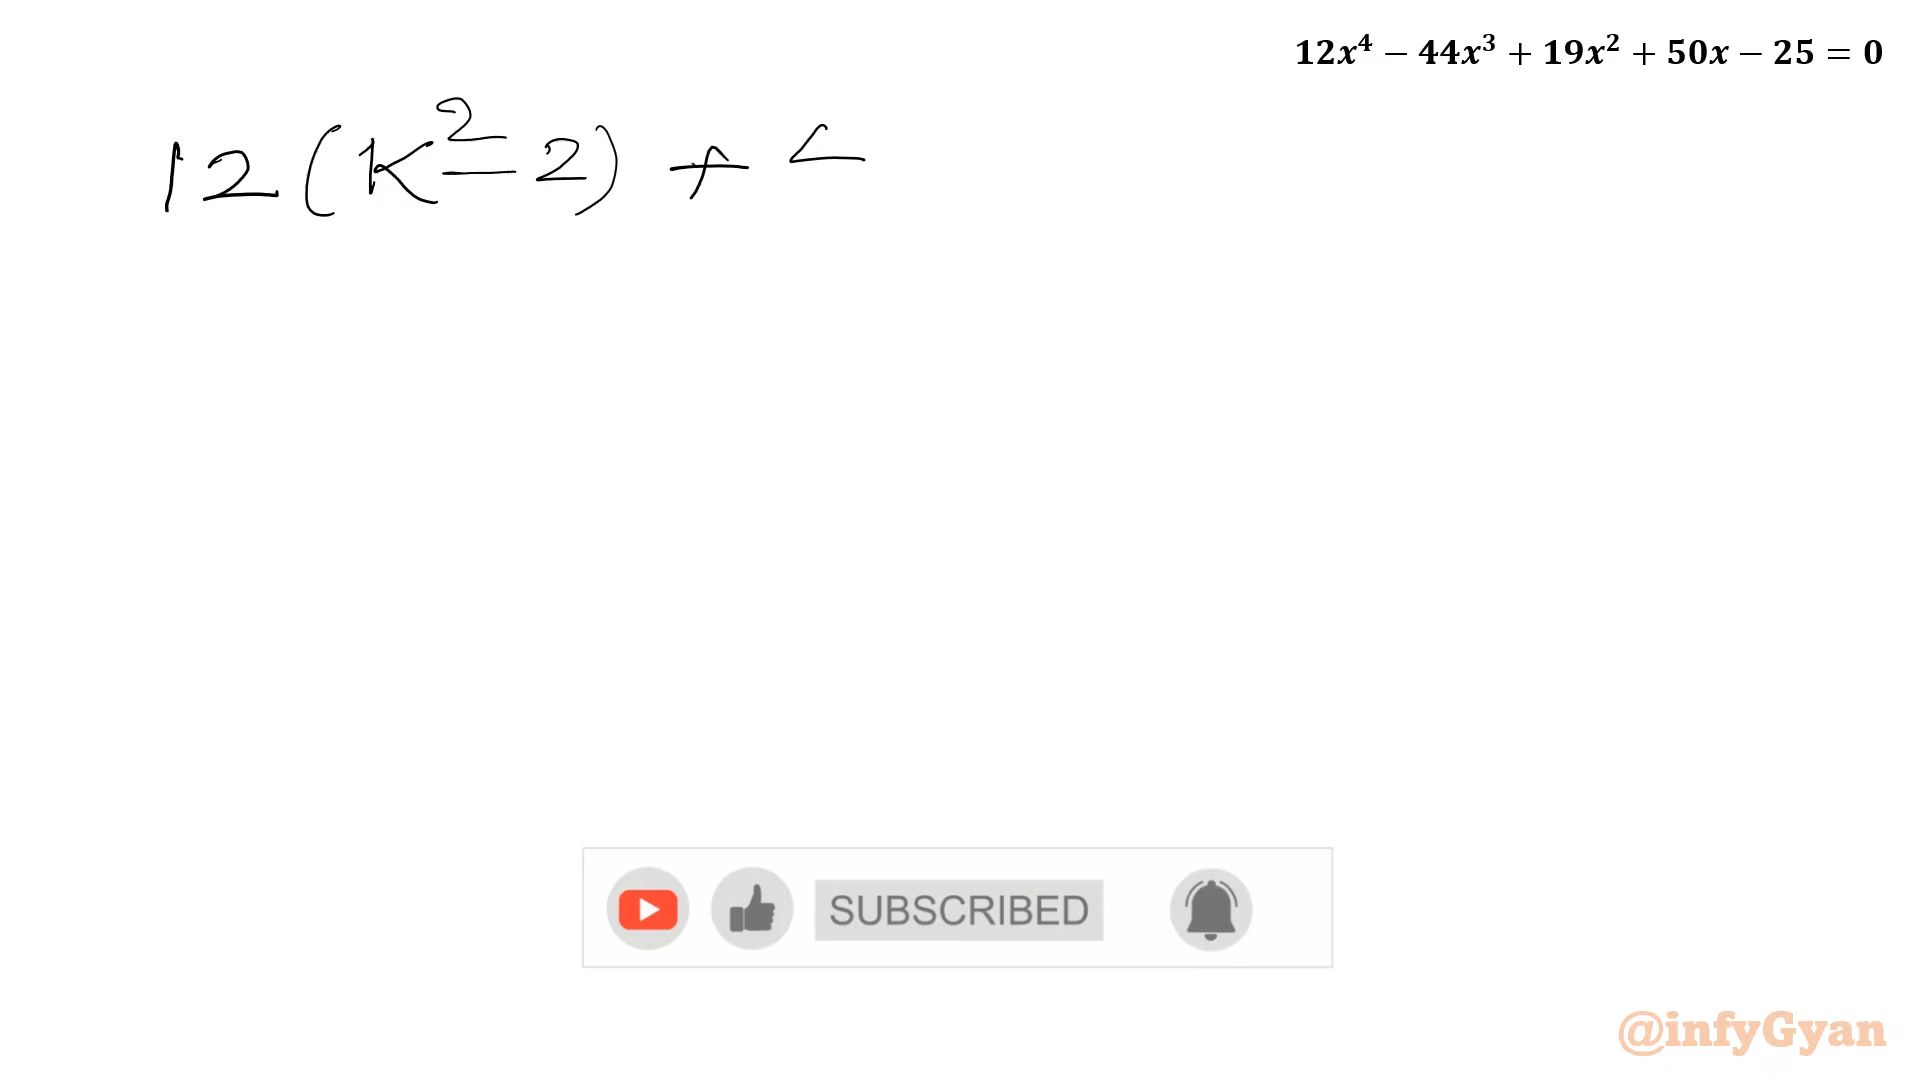 12x⁴ − 44x³ + 19x² + 50x − 25 = 0
12(K² − 2) +
SUBSCRIBED
@infyGyan